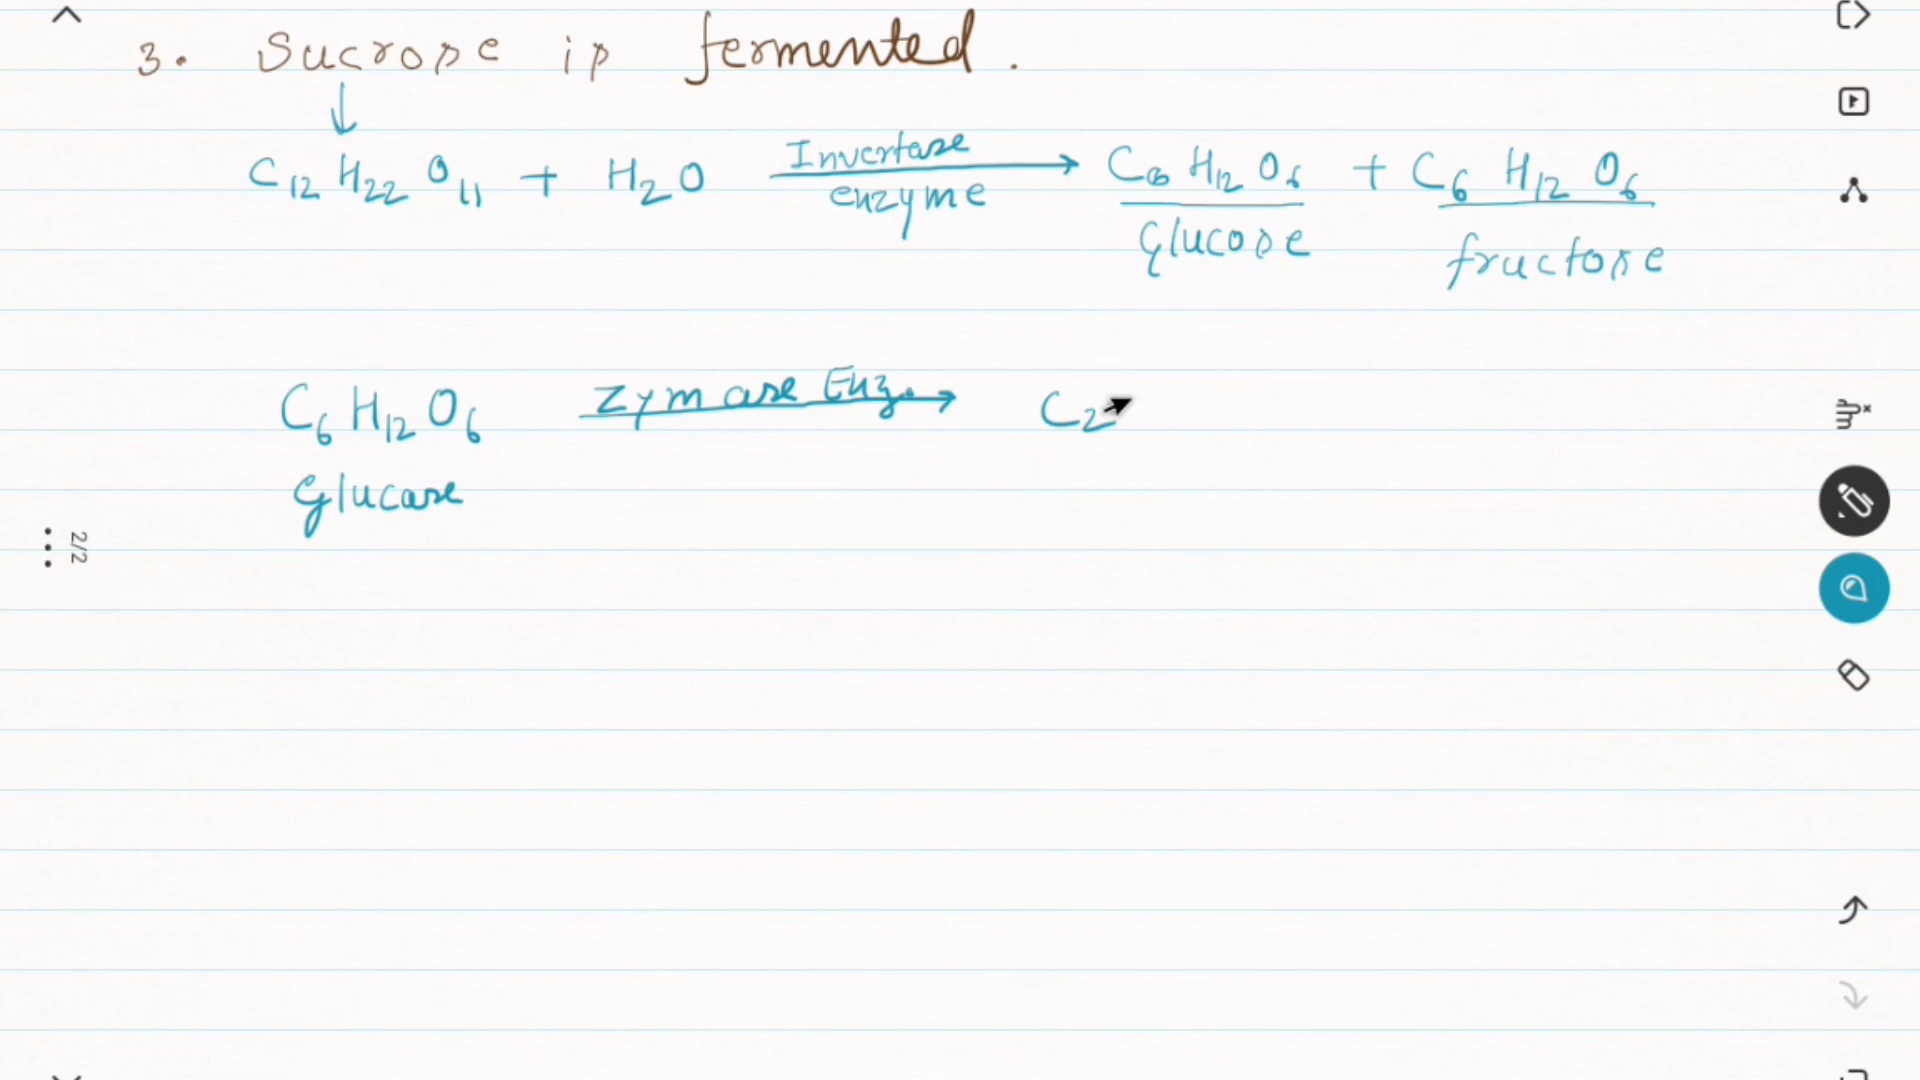 3. Sucrose is fermented.
C12 H22 O11 + H2O Invertase enzyme → C6 H12 O6 + C6 H12 O6
glucose fructose
C6 H12 O6 Zymase Enz. → C2
Glucose
2/2